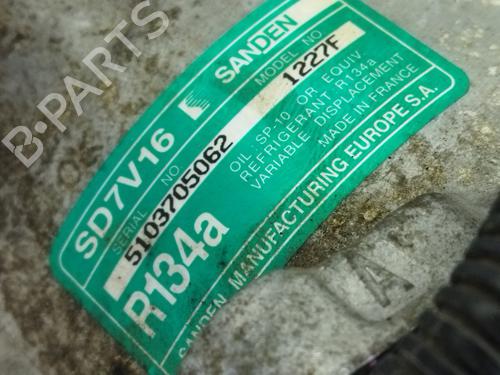 B-PARTS
SD7V16 SANDEN
SERIAL NO MODEL NO
5103705062 1227F
R134a
OIL: SP-10 OR EQUIV
REFRIGERANT R134a
VARIABLE DISPLACEMENT
MADE IN FRANCE
SANDEN MANUFACTURING EUROPE S.A.
A